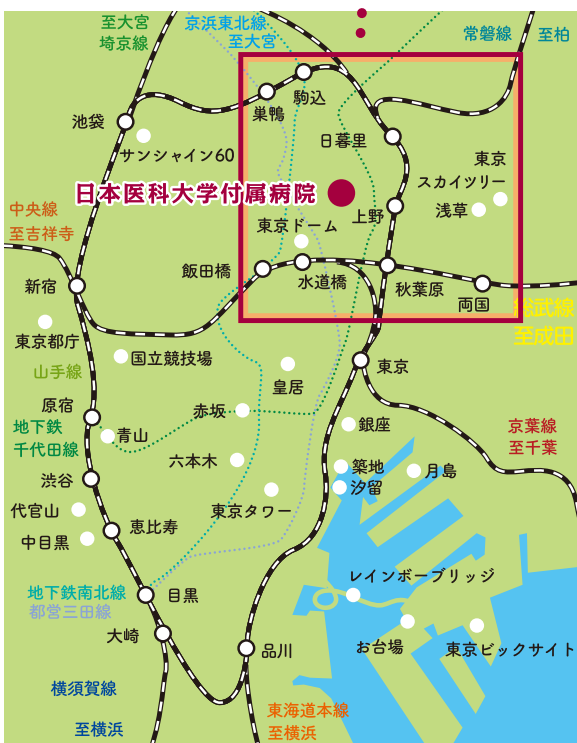 至大宮
埼京線
京浜東北線
至大宮
常磐線
至柏
駒込
巣鴨
池袋
サンシャイン60
日暮里
東京
スカイツリー
浅草
日本医科大学付属病院
上野
中央線
至吉祥寺
東京ドーム
飯田橋
水道橋
秋葉原
両国
新宿
総武線
至成田
東京都庁
国立競技場
山手線
皇居
東京
原宿
赤坂
銀座
地下鉄
千代田線
青山
京葉線
至千葉
渋谷
六本木
築地
汐留
月島
代官山
恵比寿
東京タワー
中目黒
レインボーブリッジ
地下鉄南北線
都営三田線
目黒
大崎
品川
お台場
東京ビックサイト
横須賀線
至横浜
東海道本線
至横浜